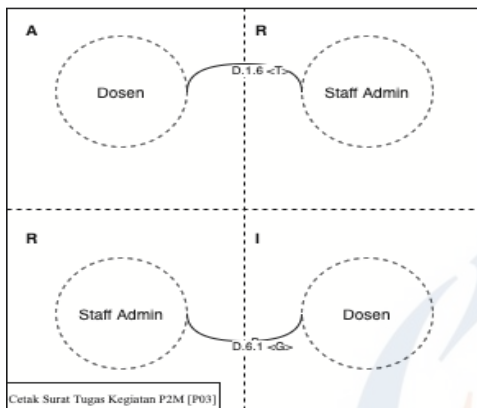 A
R
Dosen
D.1.6 <T>
Staff Admin
R
I
Staff Admin
D.6.1 <G>
Dosen
Cetak Surat Tugas Kegiatan P2M [P03]